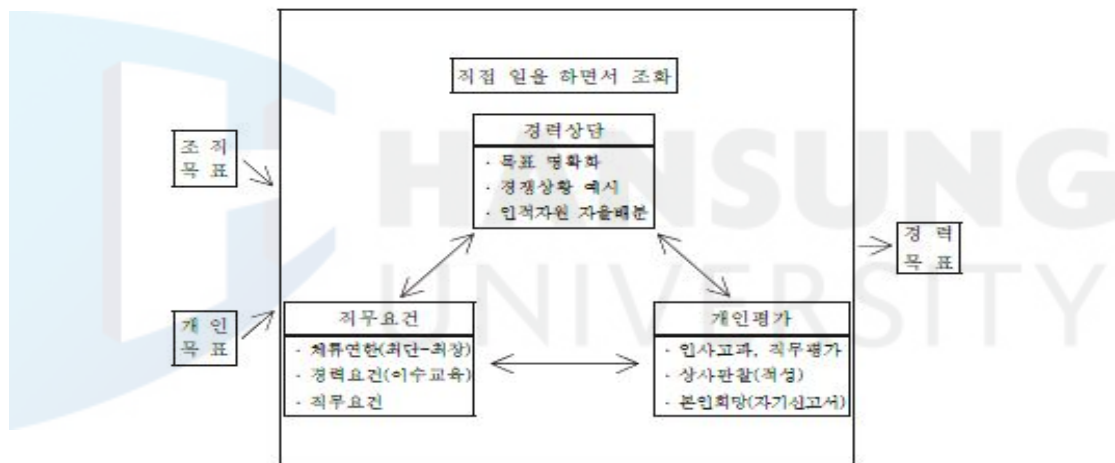 직접 일을 하면서 조화
경력상담
· 목표 명확화
· 경쟁상황 예시
· 인적자원 자율배분
조 직
목 표
개 인
목 표
직무요건
· 체류연한(최단-최장)
· 경력요건(이수교육)
· 직무요건
개인평가
· 인사고과, 직무평가
· 상사관찰(적성)
· 본인희망(자기신고서)
경 력
목 표
HANSUNG
UNIVERSITY